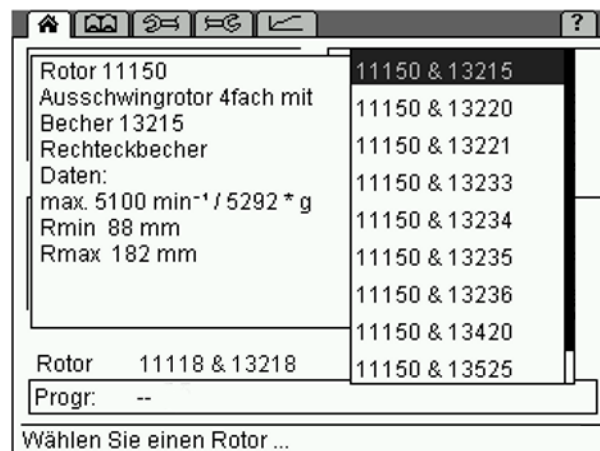 ?
Rotor 11150
Ausschwingrotor 4fach mit
Becher 13215
Rechteckbecher
Daten:
max. 5100 min⁻¹ / 5292 * g
Rmin 88 mm
Rmax 182 mm
11150 & 13215
11150 & 13220
11150 & 13221
11150 & 13233
11150 & 13234
11150 & 13235
11150 & 13236
11150 & 13420
11150 & 13525
Rotor 11118 & 13218
Progr: --
Wählen Sie einen Rotor ...